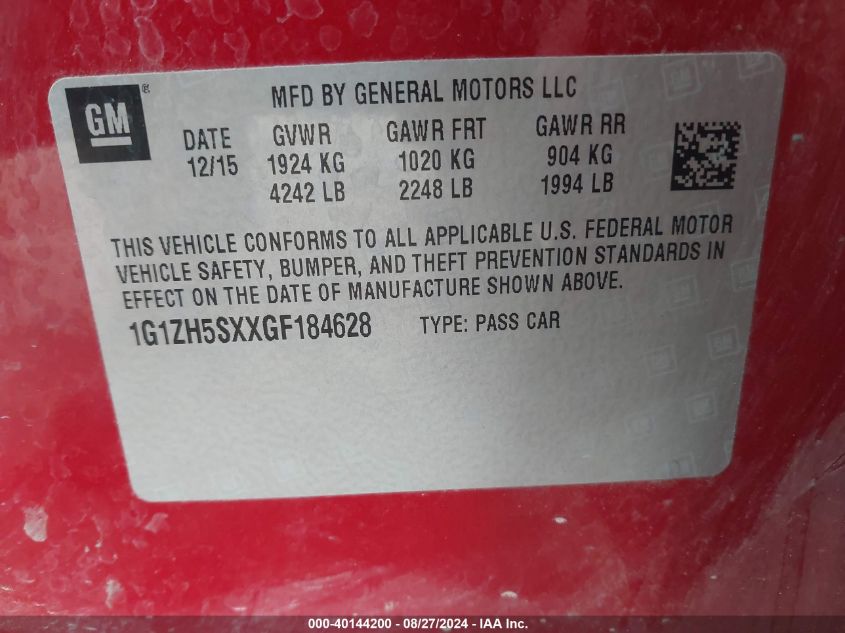 GM
®
MFD BY GENERAL MOTORS LLC
DATE GVWR GAWR FRT GAWR RR
12/15 1924 KG 1020 KG 904 KG
4242 LB 2248 LB 1994 LB
THIS VEHICLE CONFORMS TO ALL APPLICABLE U.S. FEDERAL MOTOR
VEHICLE SAFETY, BUMPER, AND THEFT PREVENTION STANDARDS IN
EFFECT ON THE DATE OF MANUFACTURE SHOWN ABOVE.
1G1ZH5SXXGF184628 TYPE: PASS CAR
000-40144200 - 08/27/2024 - IAA Inc.